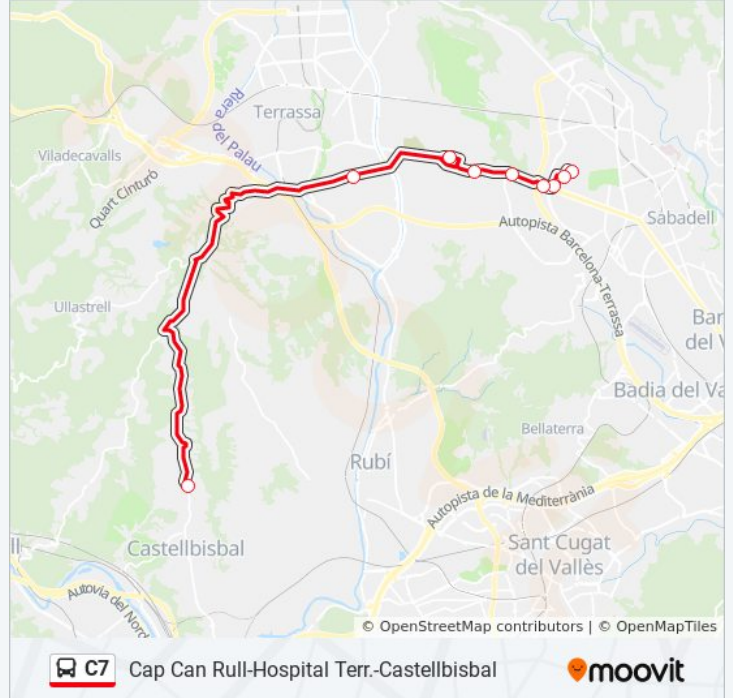 Terrassa
Riera
del Palau
Viladecavalls
Quart Cinturó
Sabadell
Autopista Barcelona-Terrassa
Ullastrell
Bar
del V
Badia del Va
Bellaterra
Rubí
Autopista de la Mediterrània
Sant Cugat
del Vallès
ll
Castellbisbal
Autovia del Nord
© OpenStreetMap contributors | © OpenMapTiles
C7 Cap Can Rull-Hospital Terr.-Castellbisbal moovit